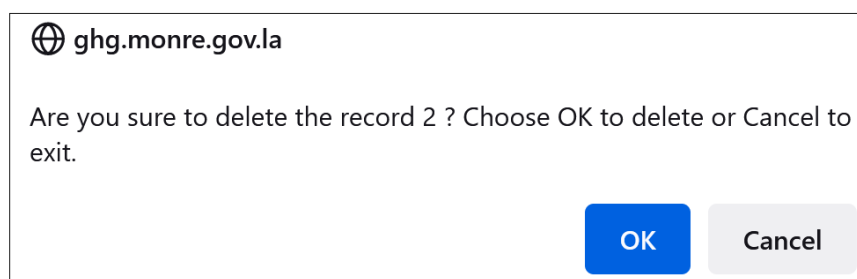 ghg.monre.gov.la
Are you sure to delete the record 2 ? Choose OK to delete or Cancel to
exit.
OK Cancel